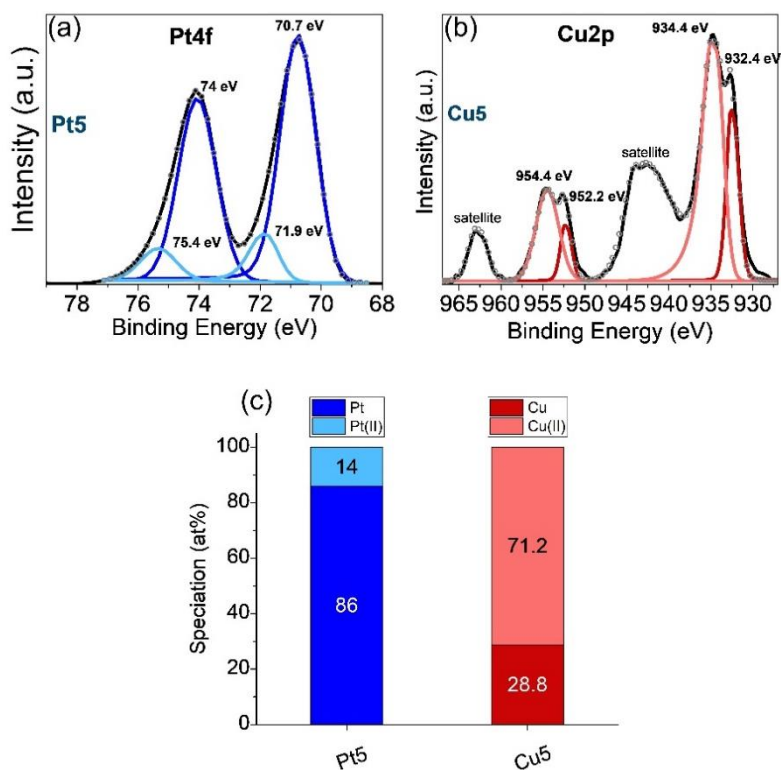 (a)
Pt4f
70.7 eV
74 eV
Pt5
71.9 eV
75.4 eV
Intensity (a.u.)
78 76 74 72 70 68
Binding Energy (eV)
(b)
Cu2p
934.4 eV
932.4 eV
Cu5
satellite
954.4 eV
952.2 eV
satellite
Intensity (a.u.)
965 960 955 950 945 940 935 930
Binding Energy (eV)
(c)
Pt
Pt(II)
Cu
Cu(II)
100
80
60
40
20
0
Speciation (at%)
14
86
71.2
28.8
Pt5
Cu5